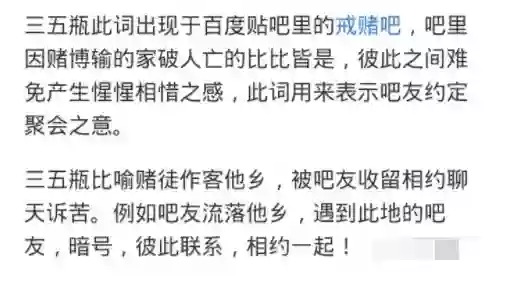 三五瓶此词出现于百度贴吧里的戒赌吧，吧里
因赌博输的家破人亡的比比皆是，彼此之间难
免产生惺惺相惜之感，此词用来表示吧友约定
聚会之意。
三五瓶比喻赌徒作客他乡，被吧友收留相约聊
天诉苦。例如吧友流落他乡，遇到此地的吧
友，暗号，彼此联系，相约一起！